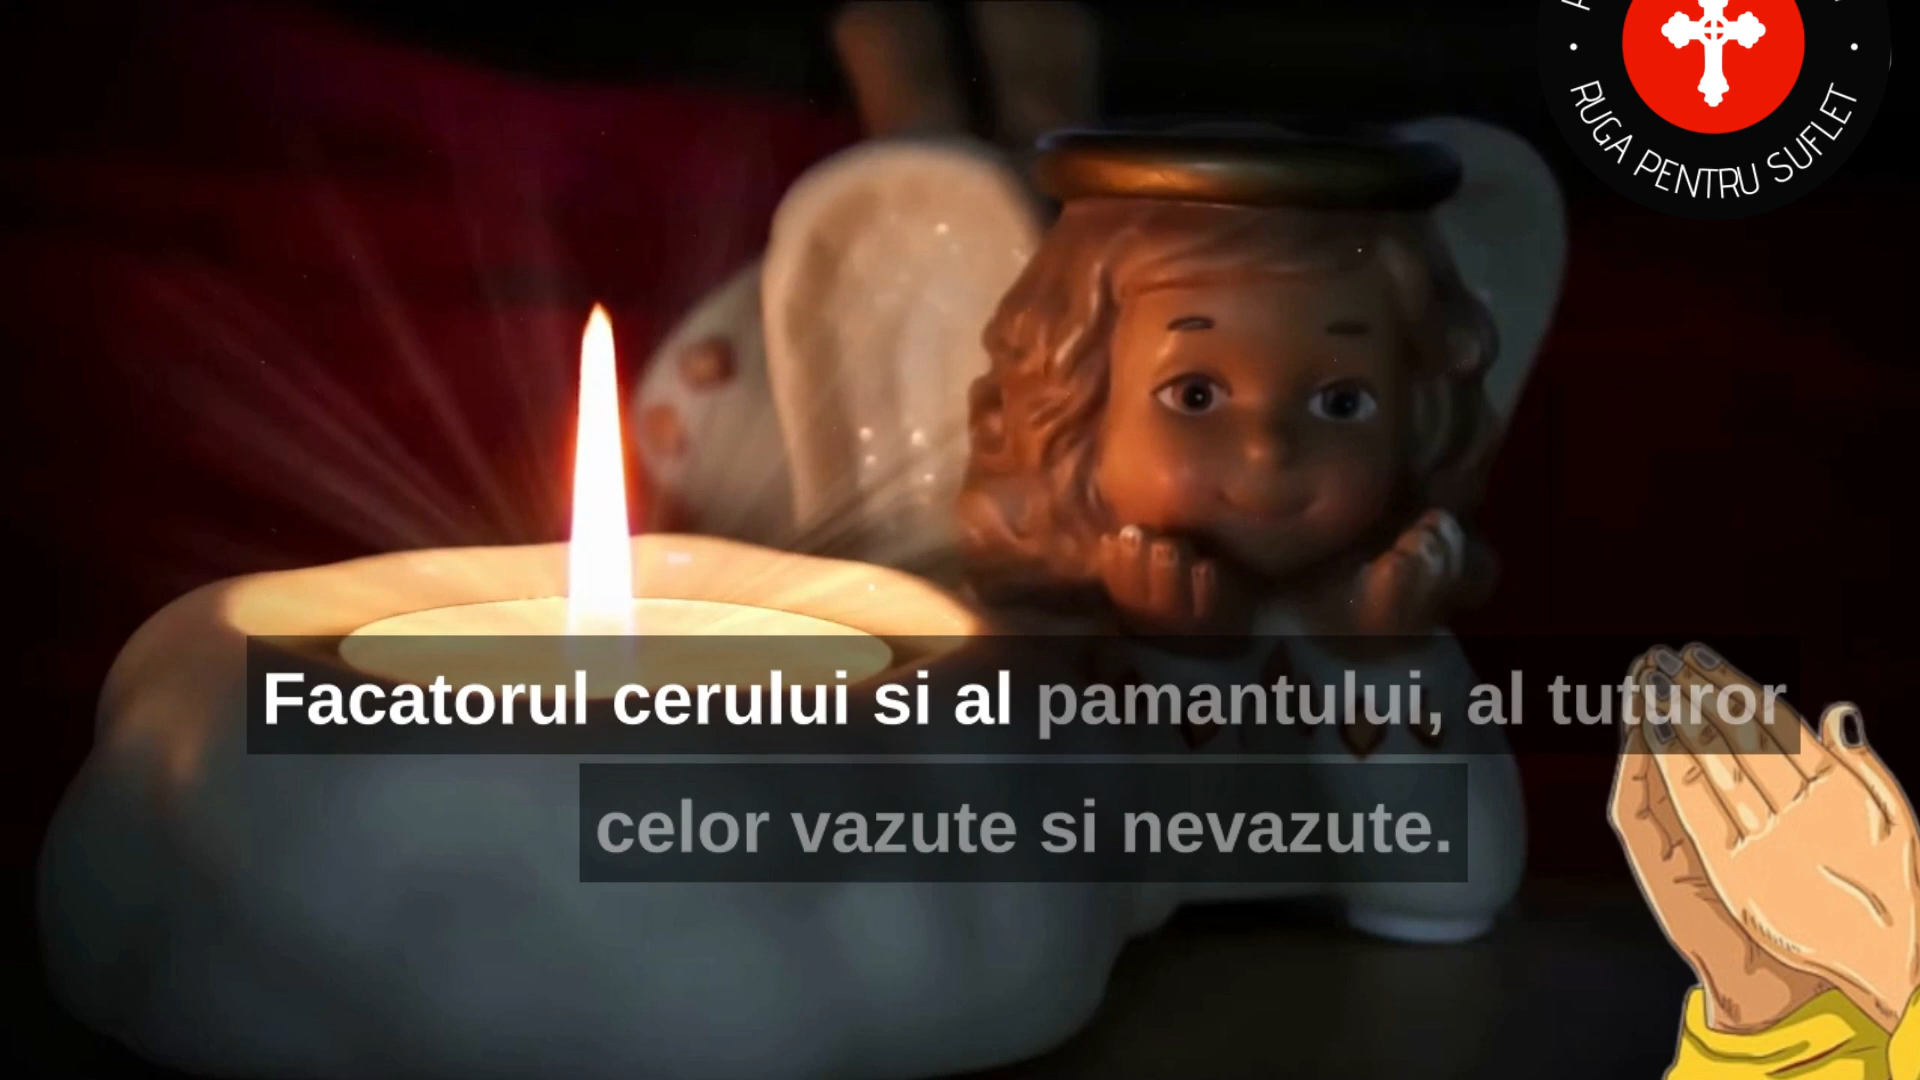 RUGA PENTRU SUFLET
Facatorul cerului si al pamantului, al tuturor
celor vazute si nevazute.